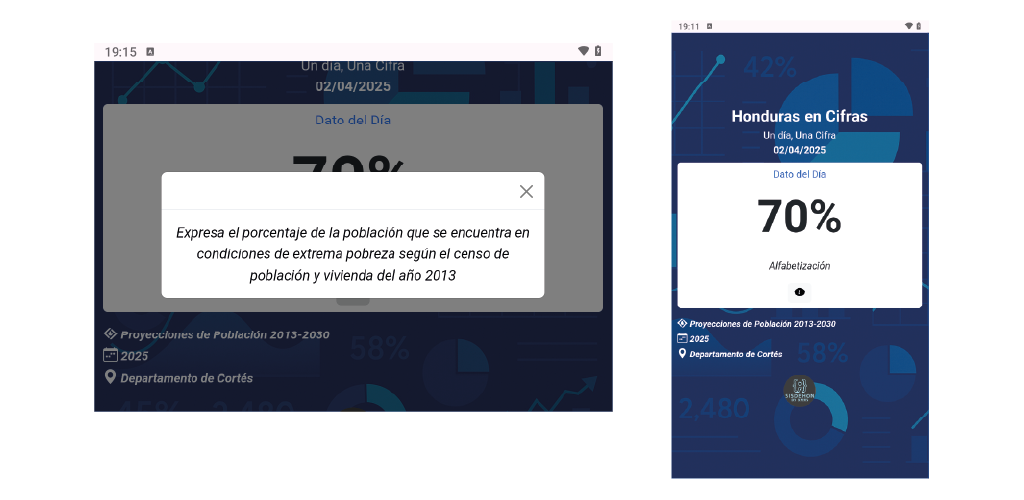 19:15
Un día, Una Cifra
02/04/2025
Dato del Día
70%
Expresa el porcentaje de la población que se encuentra en
condiciones de extrema pobreza según el censo de
población y vivienda del año 2013
Proyecciones de Población 2013-2030
2025
Departamento de Cortés
58%
2,480
19:11
42%
Honduras en Cifras
Un día, Una Cifra
02/04/2025
Dato del Día
70%
Alfabetización
Proyecciones de Población 2013-2030
2025
Departamento de Cortés
58%
SISDEHON
2,480